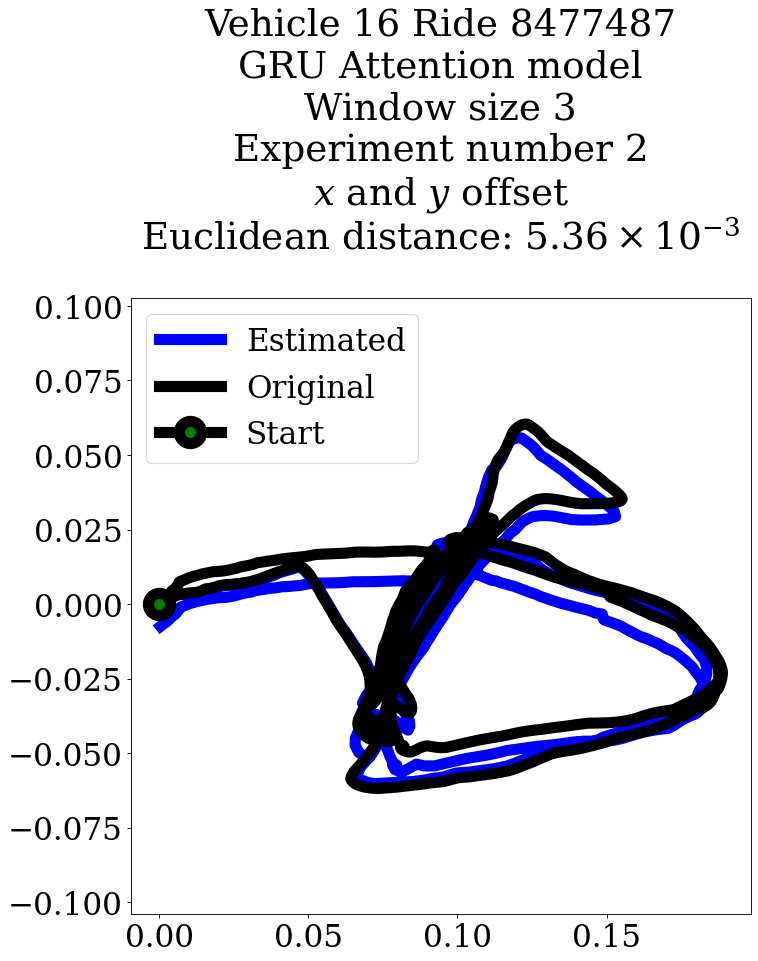 Vehicle 16 Ride 8477487
GRU Attention model
Window size 3
Experiment number 2
x and y offset
Euclidean distance: 5.36 × 10⁻³
0.100
0.075
0.050
0.025
0.000
−0.025
−0.050
−0.075
−0.100
Estimated
Original
Start
0.00 0.05 0.10 0.15